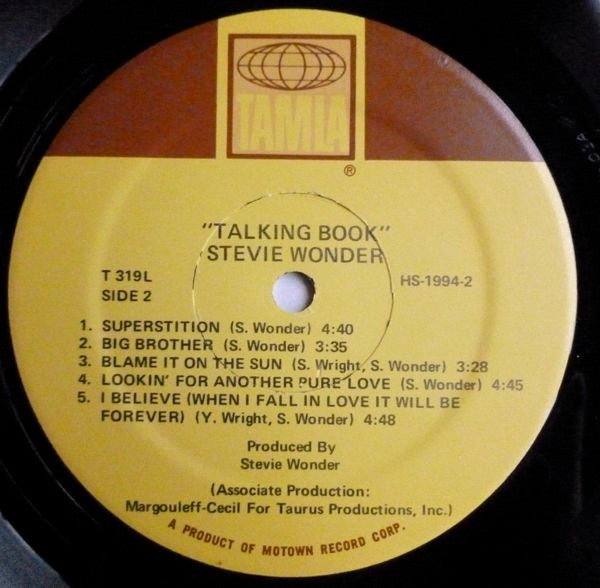 TAMLA
®
"TALKING BOOK"
STEVIE WONDER
T 319L
SIDE 2
HS-1994-2
1. SUPERSTITION (S. Wonder) 4:40
2. BIG BROTHER (S. Wonder) 3:35
3. BLAME IT ON THE SUN (S. Wright, S. Wonder) 3:28
4. LOOKIN' FOR ANOTHER PURE LOVE (S. Wonder) 4:45
5. I BELIEVE (WHEN I FALL IN LOVE IT WILL BE
FOREVER) (Y. Wright, S. Wonder) 4:48
Produced By
Stevie Wonder
(Associate Production:
Margouleff-Cecil For Taurus Productions, Inc.)
A PRODUCT OF MOTOWN RECORD CORP.